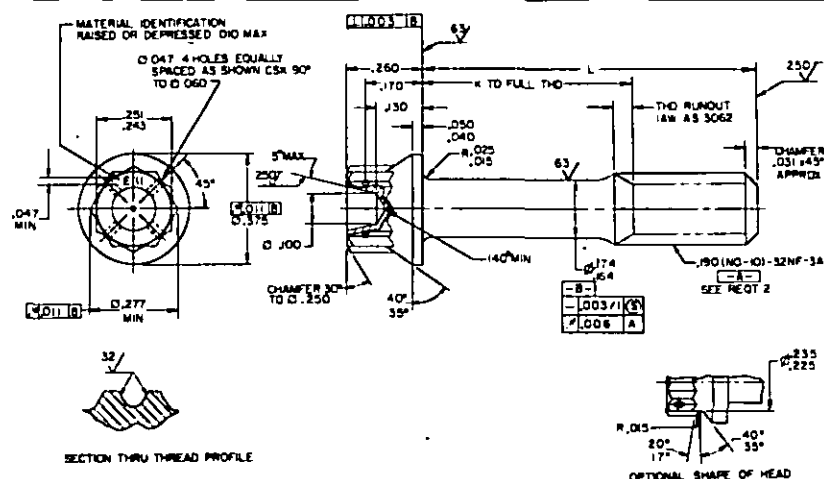 MATERIAL IDENTIFICATION
RAISED OR DEPRESSED .010 MAX
Ø.047 4 HOLES EQUALLY
SPACED AS SHOWN CSK 90°
TO Ø.060
.251
.243
E11
45°
.047
MIN
.011 B
Ø.375
Ø.277
MIN
.011 B
.003 B
63
.260
.170
.130
.050
.040
L
K TO FULL THD
250
THD RUNOUT
IAW AS 3062
CHAMFER
.031 x 45°
APPROX
5° MAX
250
R .025
.015
63
Ø.100
140° MIN
CHAMFER 30°
TO Ø.250
40°
35°
Ø.174
.164
-B-
.003/1 S
.006 A
.190 (NO-10)-32NF-3A
-A-
SEE REQT 2
32
SECTION THRU THREAD PROFILE
Ø.235
.225
R.015
20°
17°
40°
35°
OPTIONAL SHAPE OF HEAD